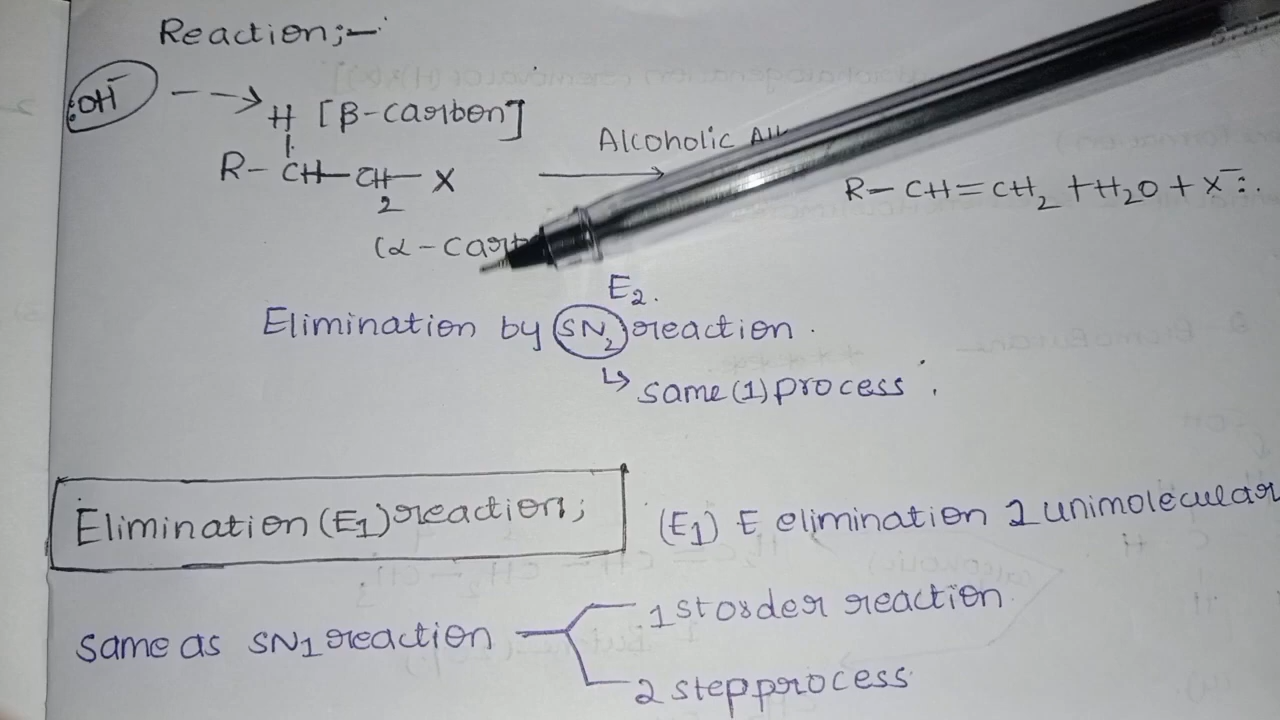 Reaction;-
:OH⁻ - - → H [β-carbon]
Alcoholic
R-CH-CH2-X → R-CH=CH2 + H2O + X⁻:
(α-
E2.
Elimination by SN2 reaction.
↳ same (1) process.
Elimination (E1) reaction; (E1) E elimination 1 unimolecular
1st order reaction
same as SN1 reaction
2 step process